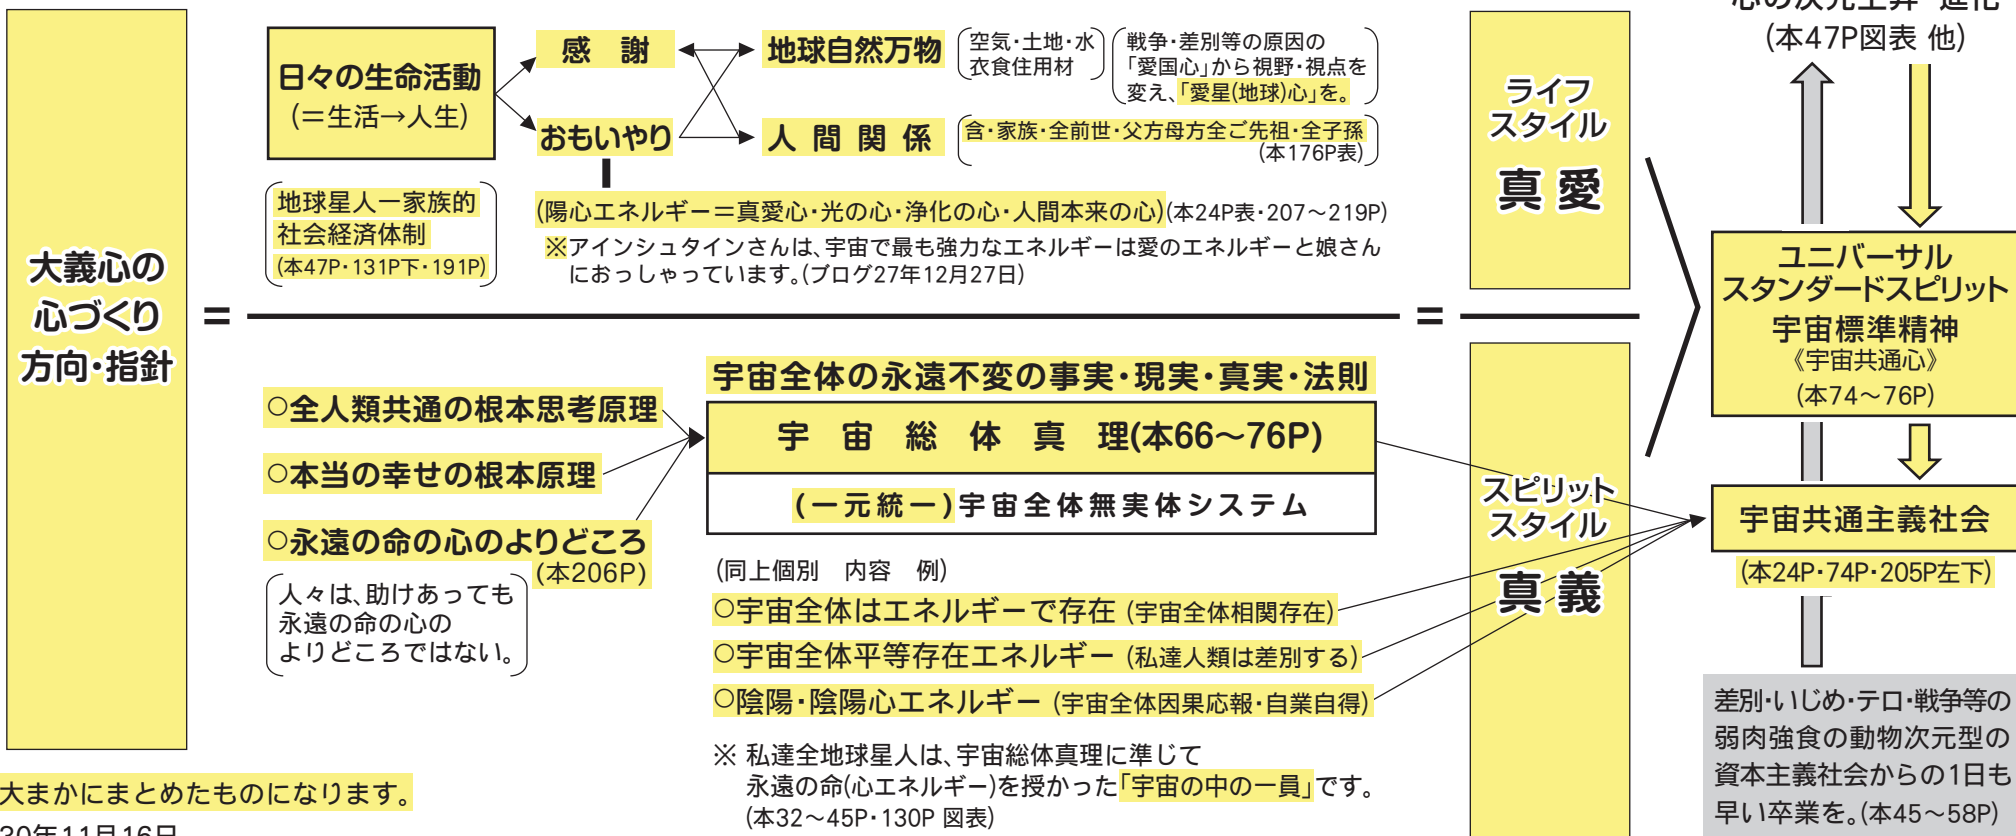 大義心の
心づくり
方向・指針
=
日々の生命活動
(＝生活→人生)
地球星人一家族的
社会経済体制
(本47P・131P下・191P)
感　謝
おもいやり
地球自然万物
空気・土地・水
衣食住用材
戦争・差別等の原因の
「愛国心」から視野・視点を
変え、「愛星(地球)心」を。
人 間 関 係
含・家族・全前世・父方母方全ご先祖・全子孫
(本176P表)
(陽心エネルギー＝真愛心・光の心・浄化の心・人間本来の心)(本24P表・207〜219P)
※アインシュタインさんは、宇宙で最も強力なエネルギーは愛のエネルギーと娘さん
におっしゃっています。(ブログ27年12月27日)
○全人類共通の根本思考原理
○本当の幸せの根本原理
○永遠の命の心のよりどころ
(本206P)
人々は、助けあっても
永遠の命の心の
よりどころではない。
宇宙全体の永遠不変の事実・現実・真実・法則
宇　宙　総　体　真　理(本66〜76P)
(一元統一)宇宙全体無実体システム
(同上個別　内容　例)
○宇宙全体はエネルギーで存在 (宇宙全体相関存在)
○宇宙全体平等存在エネルギー (私達人類は差別する)
○陰陽・陰陽心エネルギー (宇宙全体因果応報・自業自得)
※ 私達全地球星人は、宇宙総体真理に準じて
永遠の命(心エネルギー)を授かった「宇宙の中の一員」です。
(本32〜45P・130P 図表)
=
ライフ
スタイル
真 愛
スピリット
スタイル
真 義
心の次元上昇・進化
(本47P図表 他)
ユニバーサル
スタンダードスピリット
宇宙標準精神
《宇宙共通心》
(本74〜76P)
宇宙共通主義社会
(本24P・74P・205P左下)
差別・いじめ・テロ・戦争等の
弱肉強食の動物次元型の
資本主義社会からの1日も
早い卒業を。(本45〜58P)
大まかにまとめたものになります。
30年11月16日